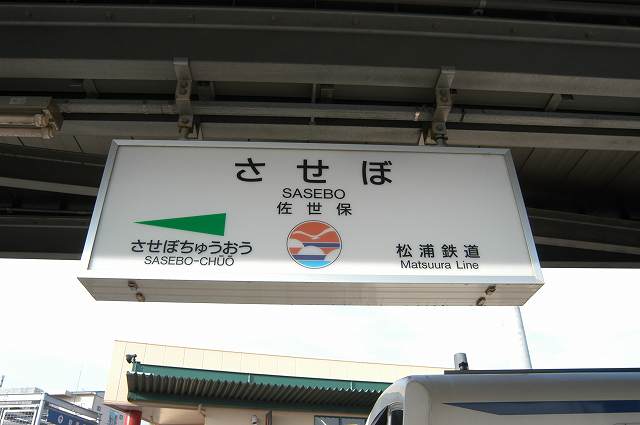 させぼ
SASEBO
佐世保
させぼちゅうおう
SASEBO-CHŪŌ
松浦鉄道
Matsuura Line